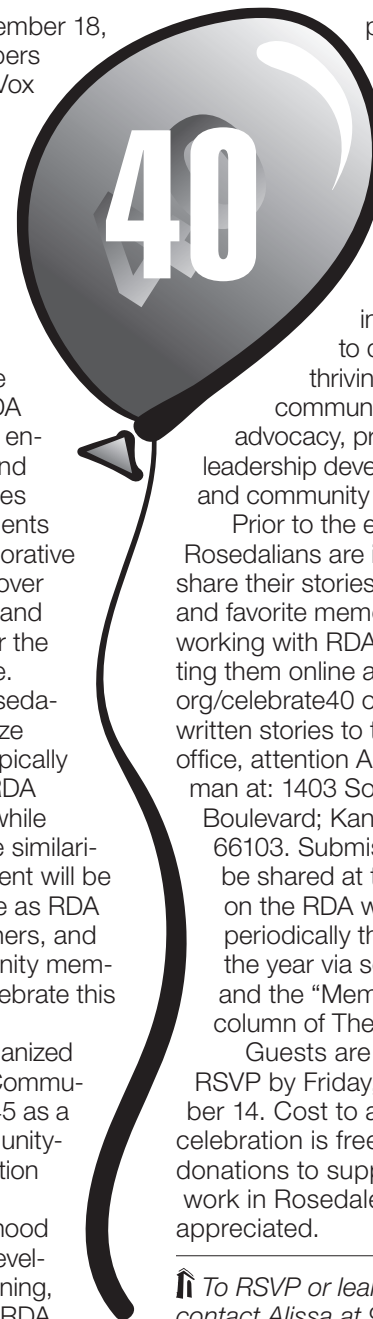 ember 18,
bers
Vox
e
DA
en-
nd
es
ents
orative
over
and
r the
e.
seda-
ze
pically
RDA
while
e similari-
ent will be
e as RDA
ners, and
nity mem-
ebrate this
anized
Commu-
45 as a
unity-
tion
hood
evel-
ning,
RDA
40
p
in
to c
thrivin
commun
advocacy, pr
leadership deve
and community
Prior to the e
Rosedalians are i
share their stories
and favorite mem
working with RDA
ting them online a
org/celebrate40 o
written stories to t
office, attention A
man at: 1403 So
Boulevard; Kan
66103. Submis
be shared at t
on the RDA w
periodically th
the year via s
and the “Mem
column of The
Guests are
RSVP by Friday
ber 14. Cost to a
celebration is free
donations to supp
work in Rosedale
appreciated.
To RSVP or lear
contact Alissa at 9